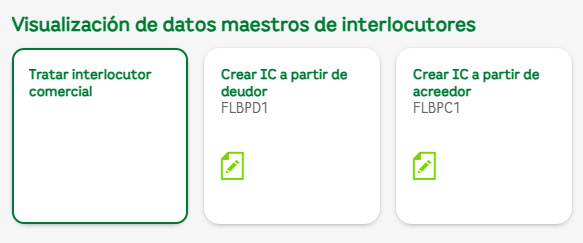 Visualización de datos maestros de interlocutores
Tratar interlocutor
comercial
Crear IC a partir de
deudor
FLBPD1
Crear IC a partir de
acreedor
FLBPC1